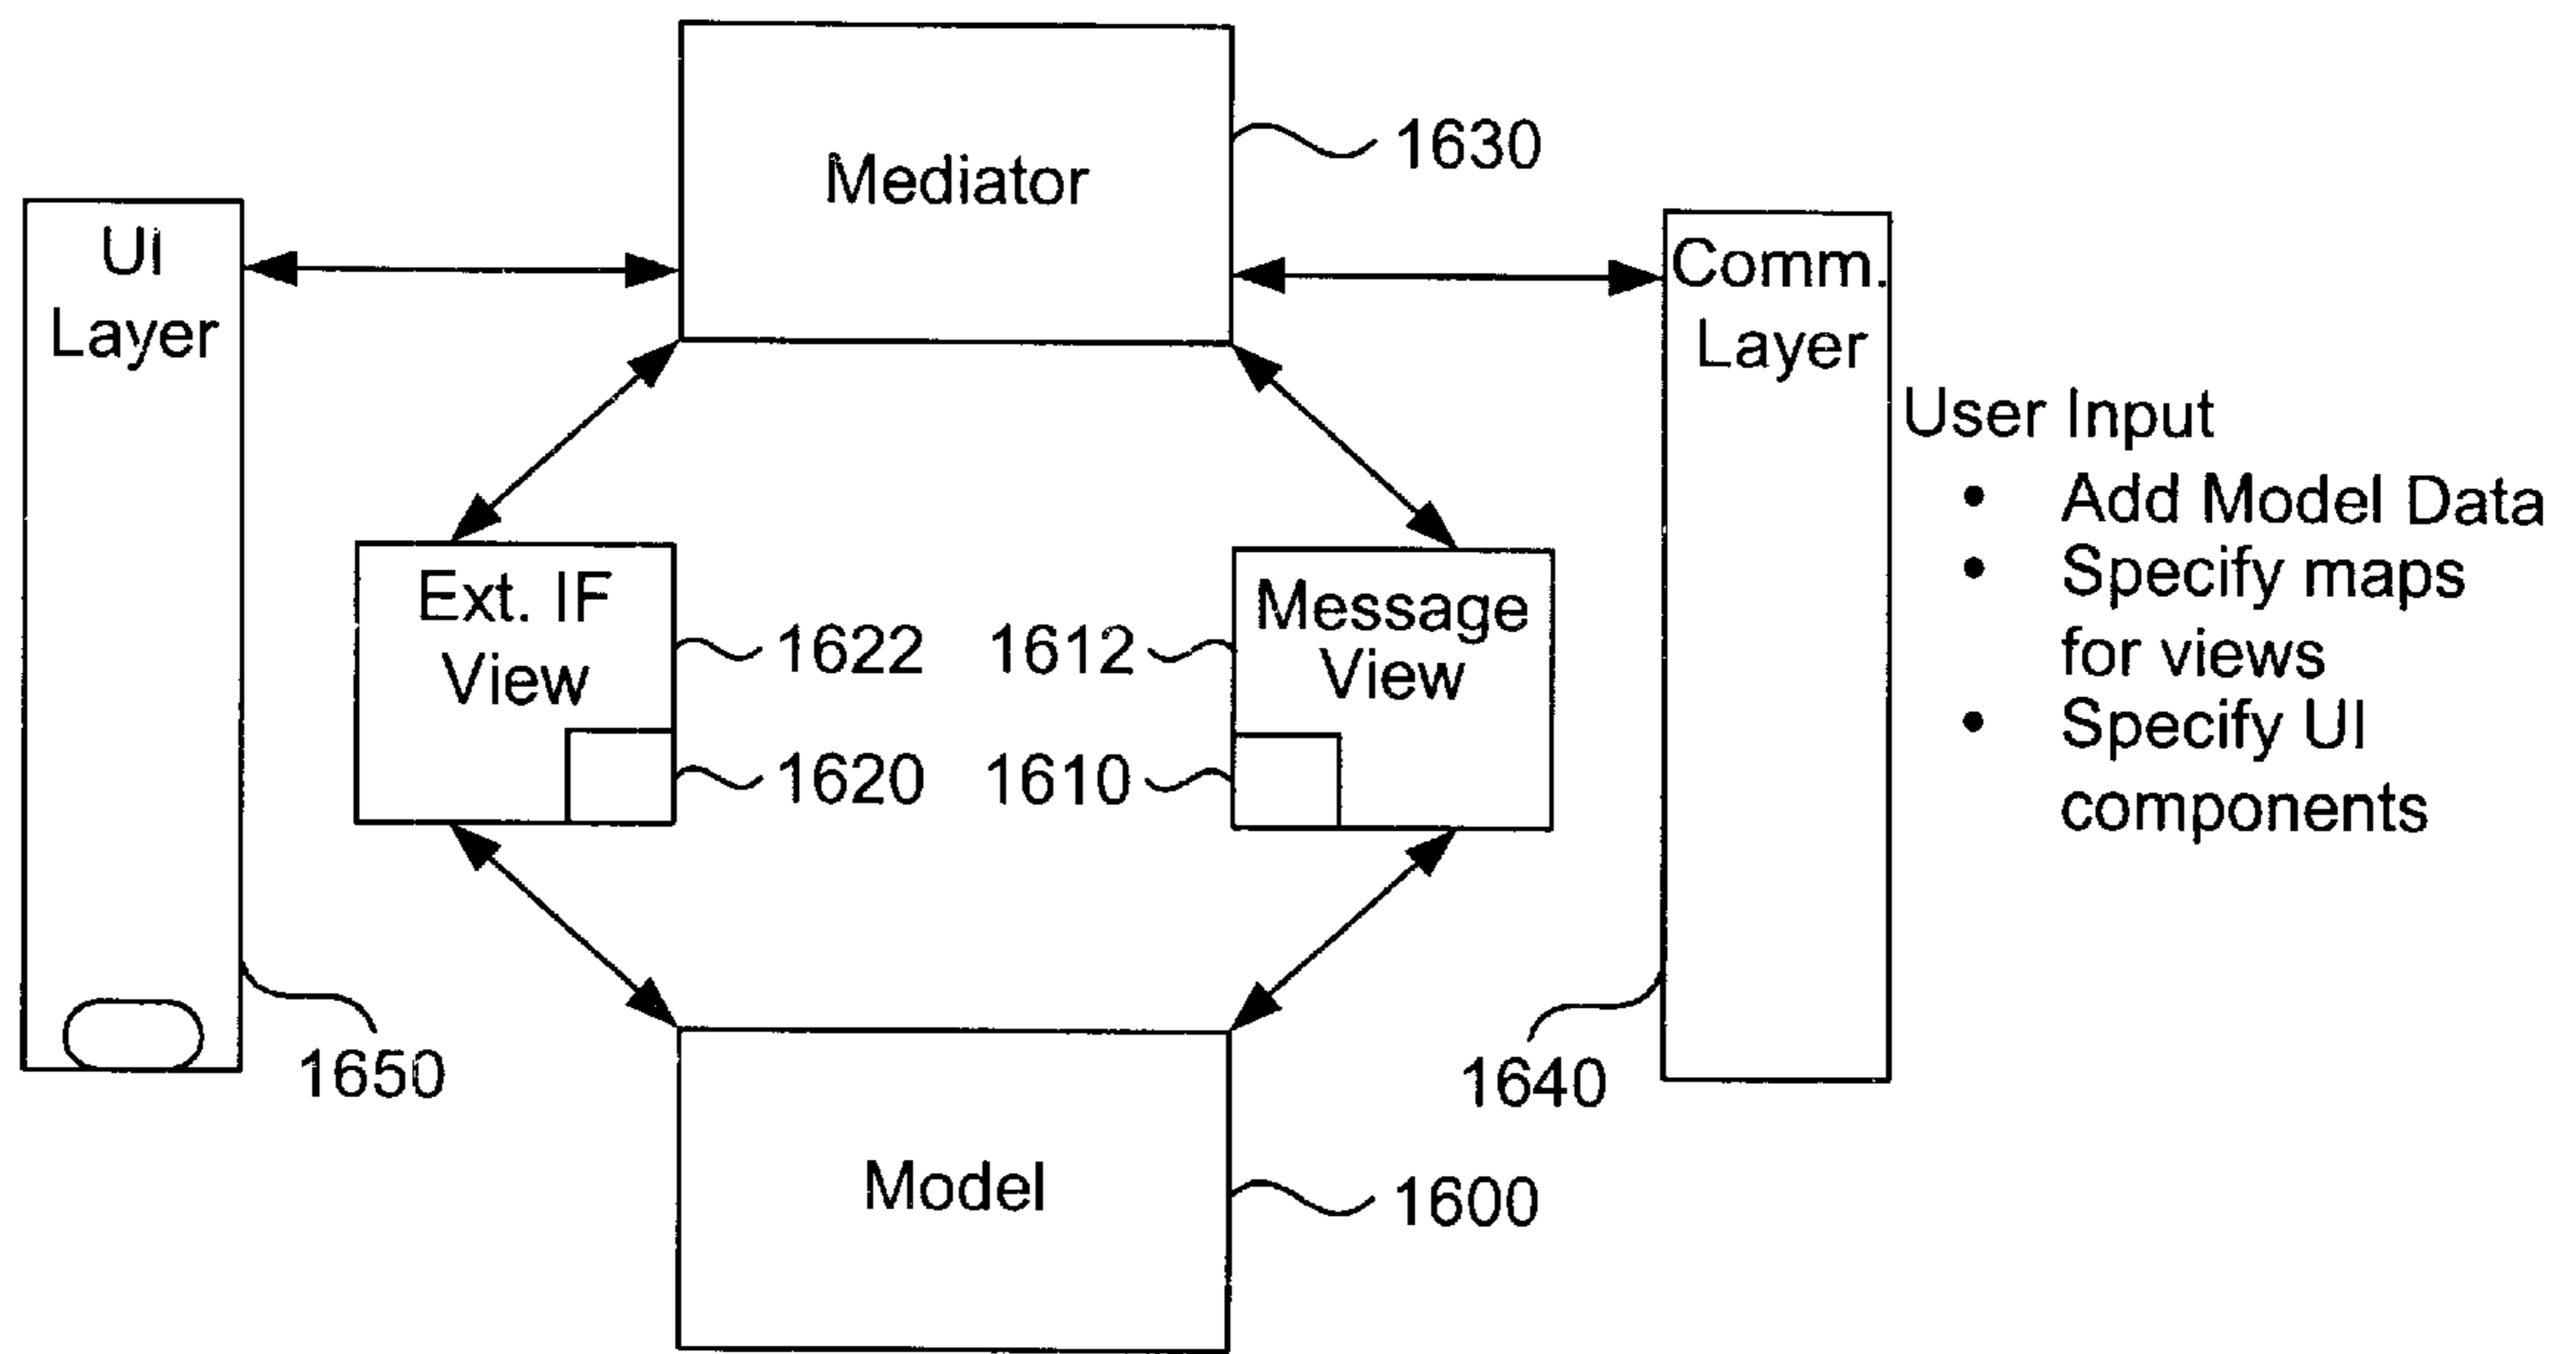 Mediator
1630
UI
Layer
Comm.
Layer
User Input
• Add Model Data
• Specify maps
for views
• Specify UI
components
Ext. IF
View
1622
1620
Message
View
1612
1610
1650
1640
Model
1600